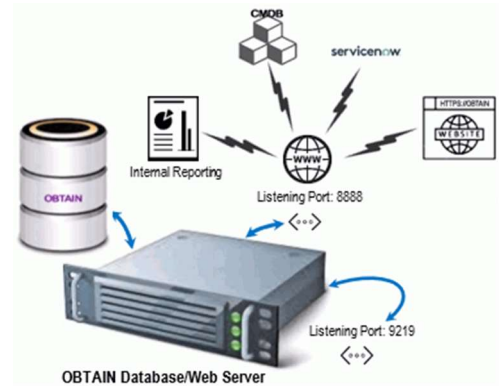 CMDB
servicenow
HTTPS://OBTAIN
WEBSITE
WWW
Internal Reporting
Listening Port: 8888
OBTAIN
Listening Port: 9219
OBTAIN Database/Web Server